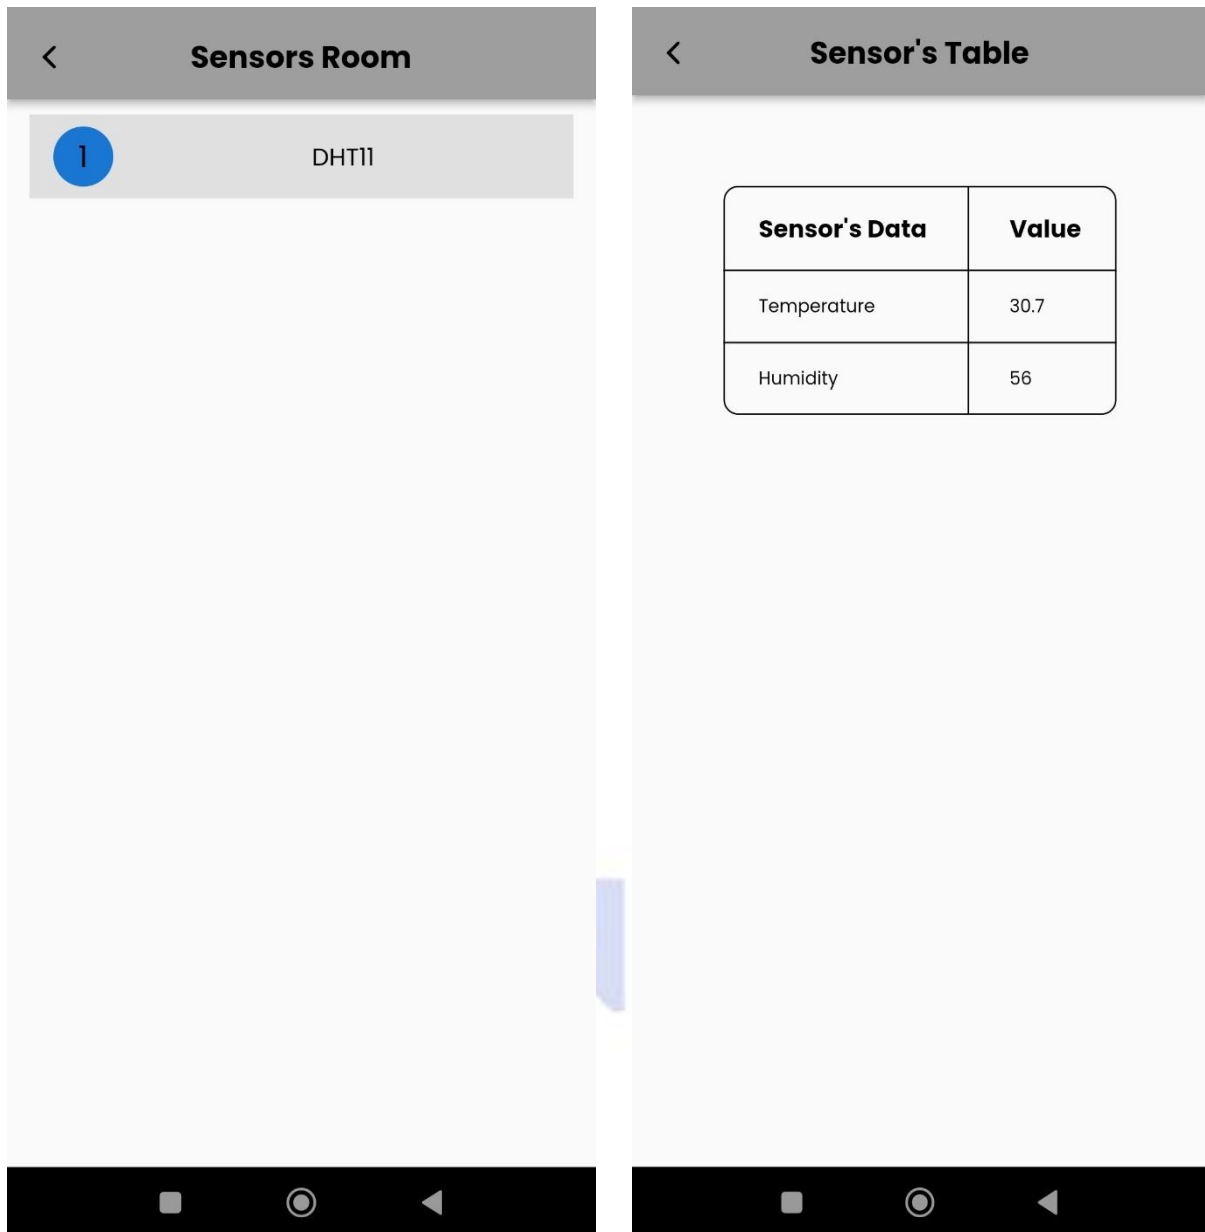 Sensors Room
1 DHT11
Sensor's Table
Sensor's Data Value
Temperature 30.7
Humidity 56